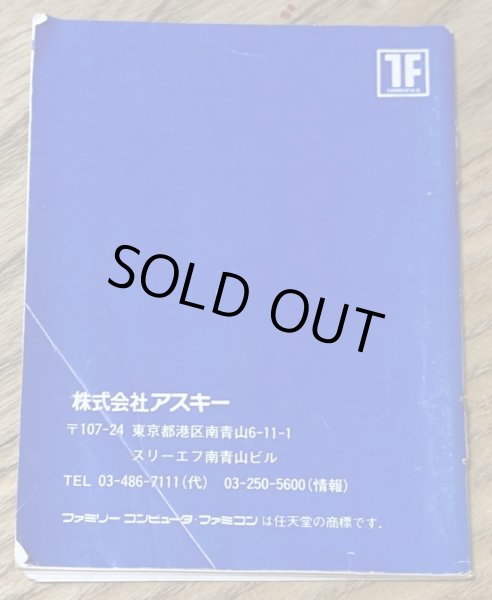 1F
SOLD OUT
株式会社アスキー
〒107-24 東京都港区南青山6-11-1
スリーエフ南青山ビル
TEL 03-486-7111(代) 03-250-5600(情報)
ファミリーコンピュータ・ファミコンは任天堂の商標です。